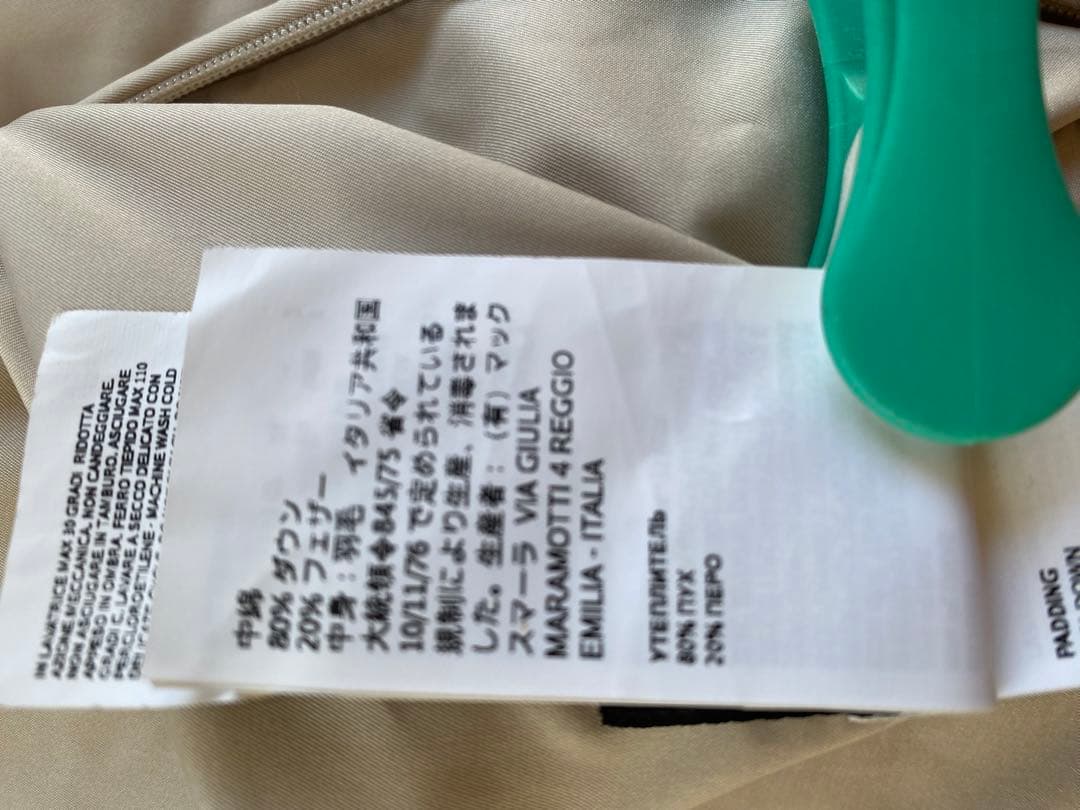 IN LAVATRICE MAX 30 GRADI RIDOTTA
AZIONE MECCANICA. NON CANDEGGIARE.
NON ASCIUGARE IN TAMBURO. ASCIUGARE
APPESO IN OMBRA. FERRO TIEPIDO MAX 110
GRADI C. LAVARE A SECCO DELICATO CON
PERCLOROETILENE - MACHINE WASH COLD
中綿
80% ダウン
20% フェザー
中身：羽毛 イタリア共和国
大統領令845/75 省令
10/11/76 で定められている
規制により生産、消毒されま
した。生産者：（有）マック
スマーラ VIA GIULIA
MARAMOTTI 4 REGGIO
EMILIA - ITALIA
УТЕПЛИТЕЛЬ
80% ПУХ
20% ПЕРО
PADDING
DOWN